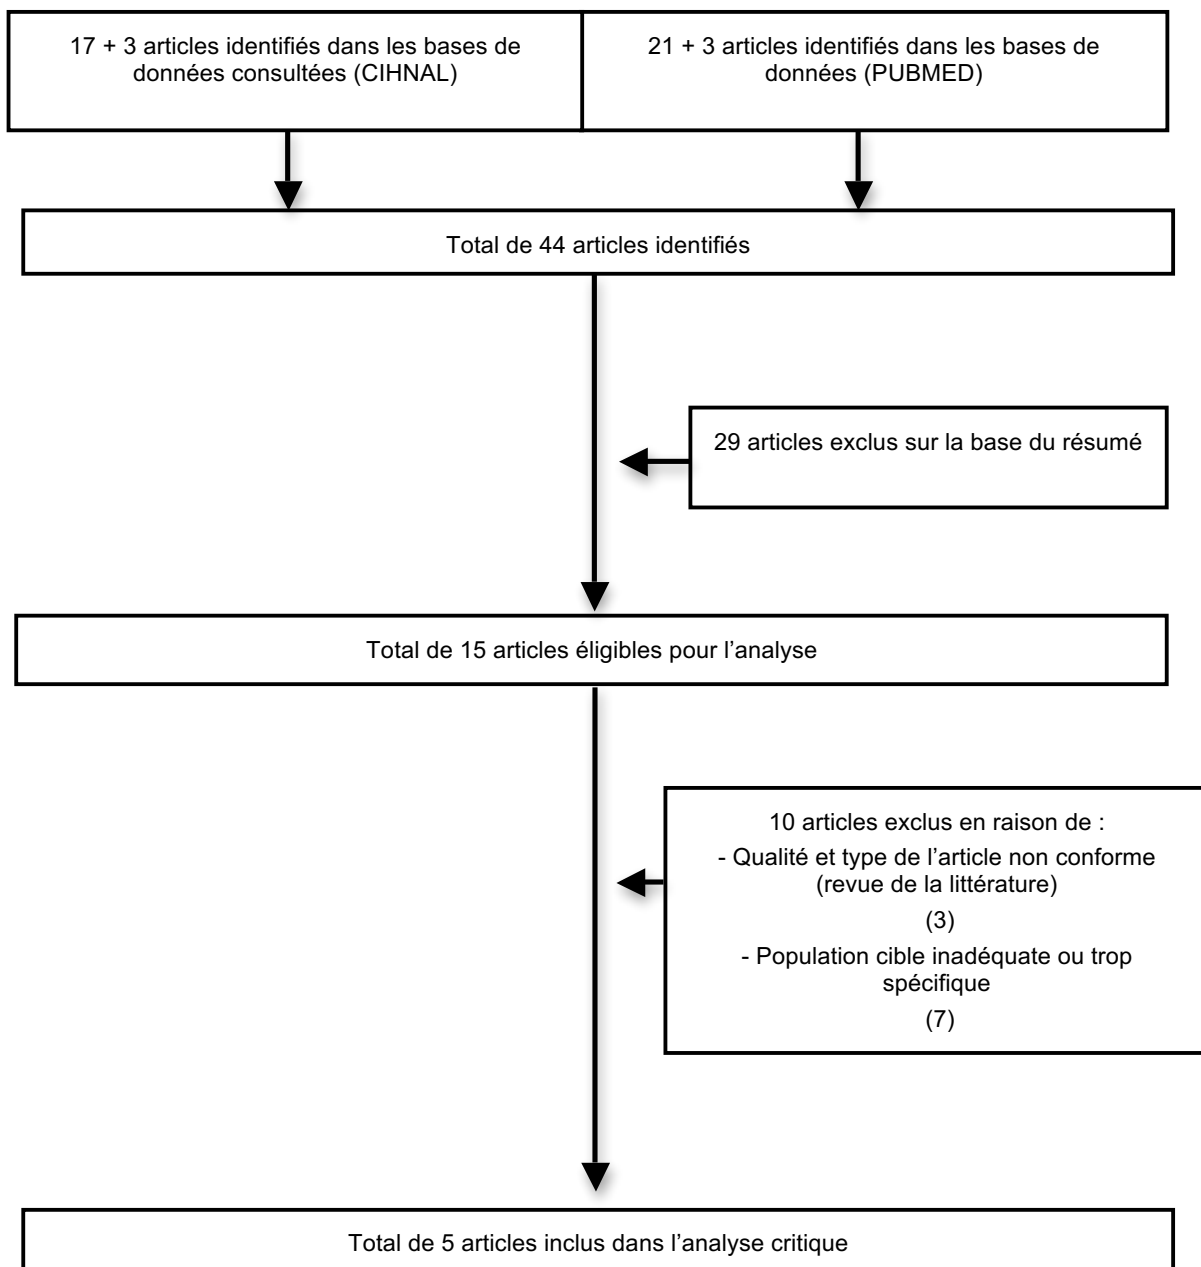 17 + 3 articles identifiés dans les bases de
données consultées (CIHNAL)
21 + 3 articles identifiés dans les bases de
données (PUBMED)
Total de 44 articles identifiés
29 articles exclus sur la base du résumé
Total de 15 articles éligibles pour l’analyse
10 articles exclus en raison de :
- Qualité et type de l’article non conforme
(revue de la littérature)
(3)
- Population cible inadéquate ou trop
spécifique
(7)
Total de 5 articles inclus dans l’analyse critique